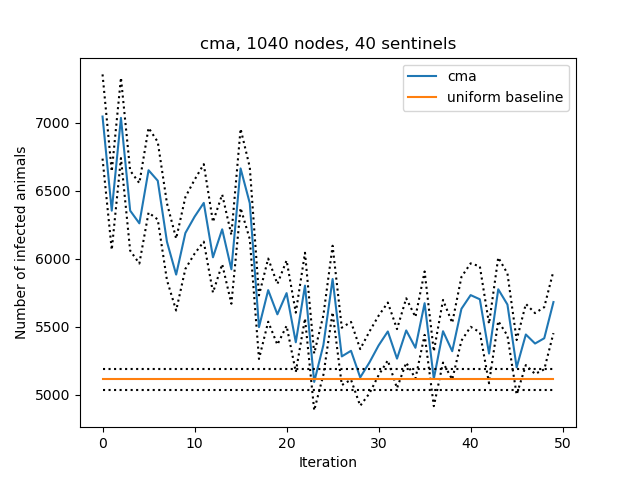 cma, 1040 nodes, 40 sentinels
cma
uniform baseline
7000
6500
6000
5500
5000
Number of infected animals
0 10 20 30 40 50
Iteration